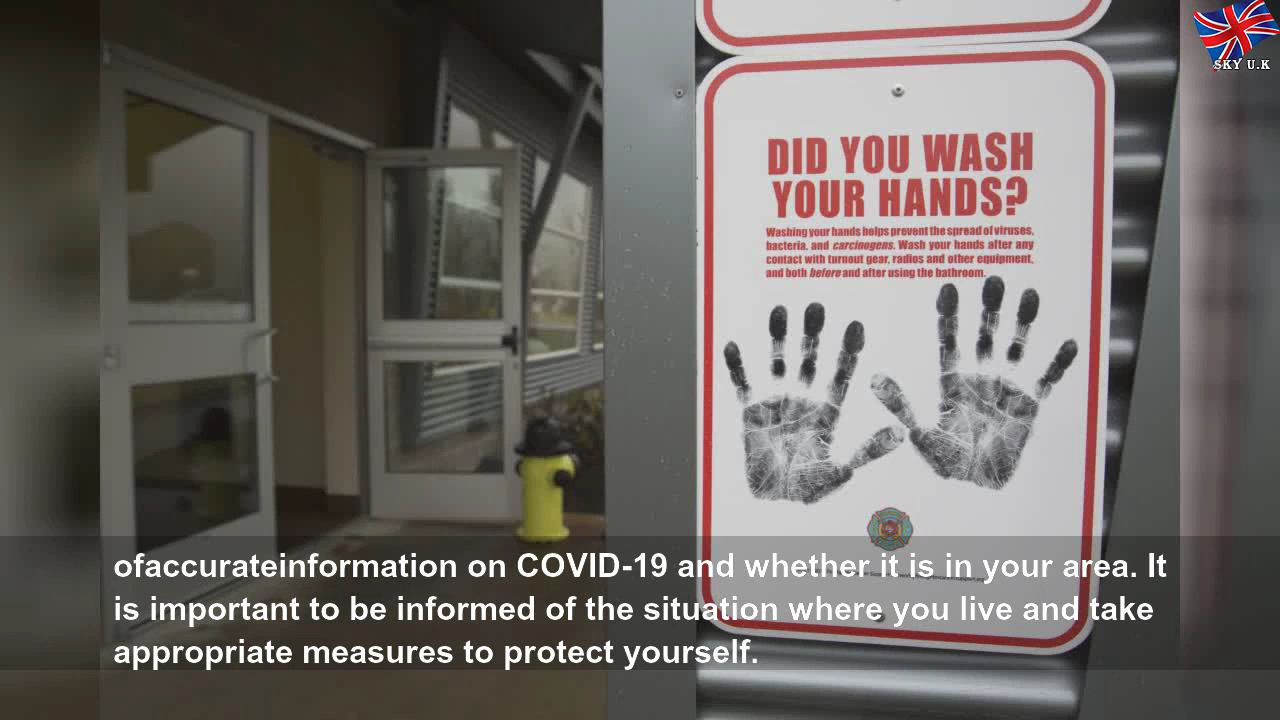 SKY U.K
DID YOU WASH
YOUR HANDS?
Washing your hands helps prevent the spread of viruses,
bacteria, and carcinogens. Wash your hands after any
contact with turnout gear, radios and other equipment,
and both before and after using the bathroom.
ofaccurateinformation on COVID-19 and whether it is in your area. It
is important to be informed of the situation where you live and take
appropriate measures to protect yourself.